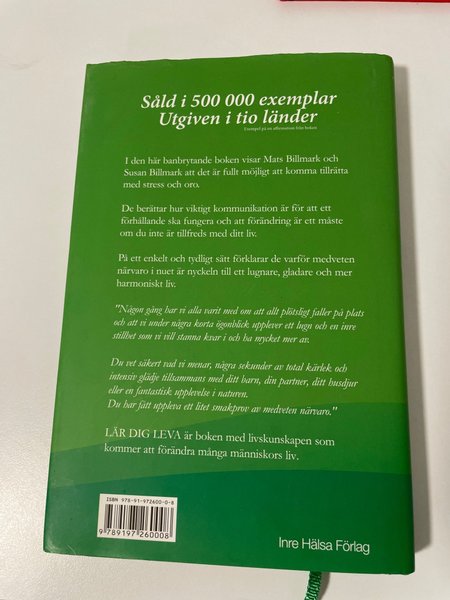 Såld i 500 000 exemplar
Utgiven i tio länder
Exempel på en affirmation från boken
I den här banbrytande boken visar Mats Billmark och
Susan Billmark att det är fullt möjligt att komma tillrätta
med stress och oro.
De berättar hur viktigt kommunikation är för att ett
förhållande ska fungera och att förändring är ett måste
om du inte är tillfreds med ditt liv.
På ett enkelt och tydligt sätt förklarar de varför medveten
närvaro i nuet är nyckeln till ett lugnare, gladare och mer
harmoniskt liv.
"Någon gång har vi alla varit med om att allt plötsligt faller på plats
och att vi under några korta ögonblick upplever ett lugn och en inre
stillhet som vi vill stanna kvar i och ha mycket mer av.
Du vet säkert vad vi menar, några sekunder av total kärlek och
intensiv glädje tillsammans med ditt barn, din partner, ditt husdjur
eller en fantastisk upplevelse i naturen.
Du har fått uppleva ett litet smakprov av medveten närvaro."
LÄR DIG LEVA är boken med livskunskapen som
kommer att förändra många människors liv.
ISBN 978-91-972600-0-8
9 789197 260008
Inre Hälsa Förlag